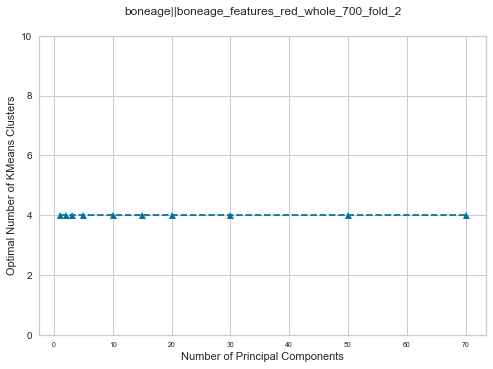 boneage||boneage_features_red_whole_700_fold_2
10
8
6
4
2
0
Optimal Number of KMeans Clusters
0 10 20 30 40 50 60 70
Number of Principal Components